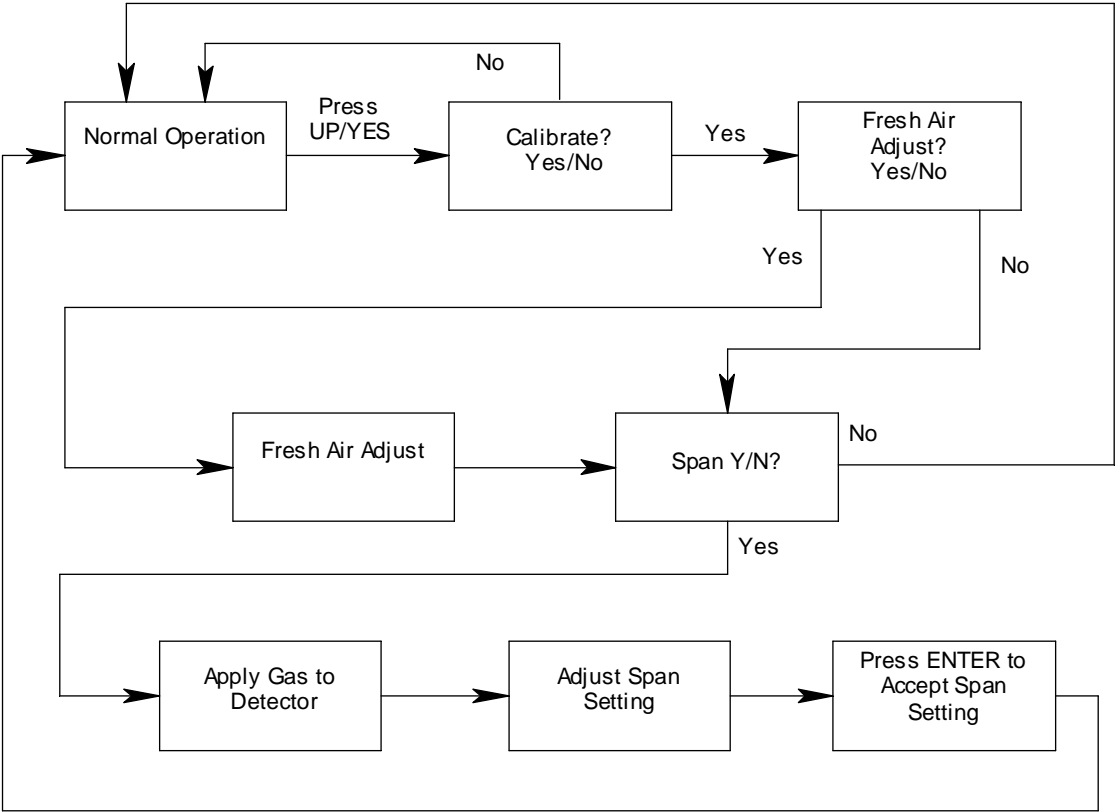 No
Normal Operation
Press
UP/YES
Calibrate?
Yes/No
Yes
Fresh Air
Adjust?
Yes/No
Yes
No
Fresh Air Adjust
Span Y/N?
No
Yes
Apply Gas to
Detector
Adjust Span
Setting
Press ENTER to
Accept Span
Setting